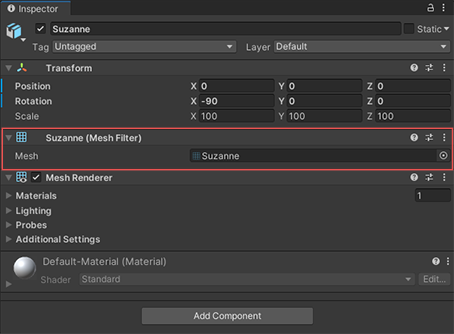 Inspector
Suzanne Static
Tag Untagged Layer Default
Transform
Position X 0 Y 0 Z 0
Rotation X -90 Y 0 Z 0
Scale X 100 Y 100 Z 100
Suzanne (Mesh Filter)
Mesh Suzanne
Mesh Renderer
Materials 1
Lighting
Probes
Additional Settings
Default-Material (Material)
Shader Standard Edit...
Add Component